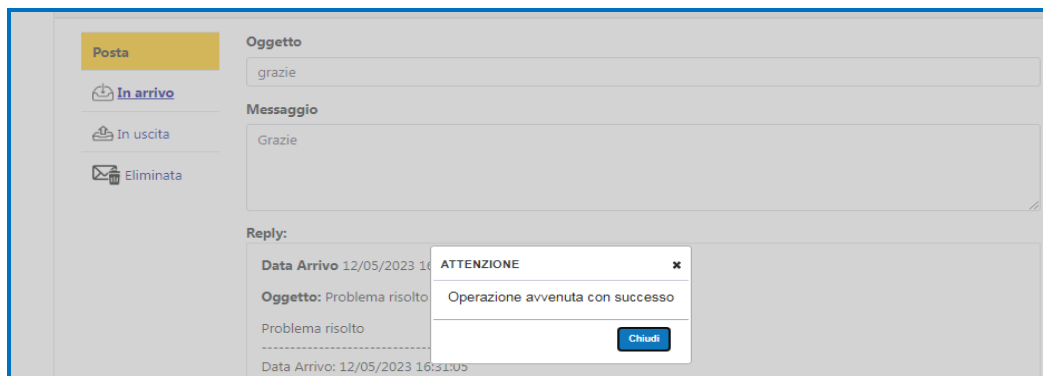 Posta
In arrivo
In uscita
Eliminata
Oggetto
grazie
Messaggio
Grazie
Reply:
Data Arrivo 12/05/2023
Oggetto: Problema risolto
Problema risolto
--------------------------------
Data Arrivo: 12/05/2023 16:31:05
ATTENZIONE
Operazione avvenuta con successo
Chiudi